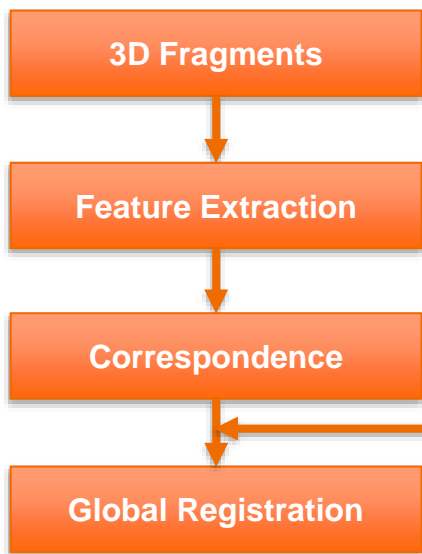 3D Fragments
Feature Extraction
Correspondence
Global Registration